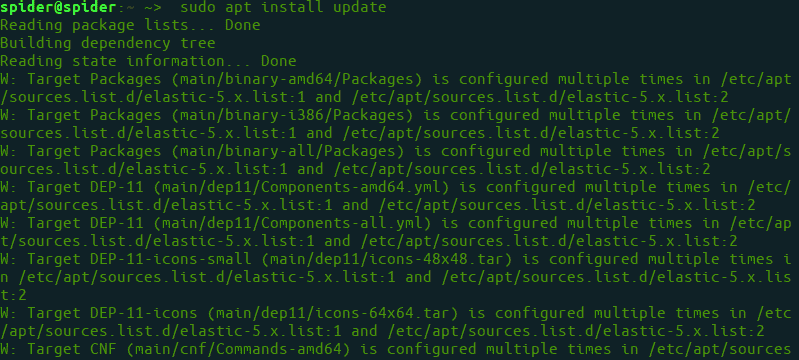 spider@spider:~ ~>  sudo apt install update
Reading package lists... Done
Building dependency tree
Reading state information... Done
W: Target Packages (main/binary-amd64/Packages) is configured multiple times in /etc/apt
/sources.list.d/elastic-5.x.list:1 and /etc/apt/sources.list.d/elastic-5.x.list:2
W: Target Packages (main/binary-i386/Packages) is configured multiple times in /etc/apt/
sources.list.d/elastic-5.x.list:1 and /etc/apt/sources.list.d/elastic-5.x.list:2
W: Target Packages (main/binary-all/Packages) is configured multiple times in /etc/apt/s
ources.list.d/elastic-5.x.list:1 and /etc/apt/sources.list.d/elastic-5.x.list:2
W: Target DEP-11 (main/dep11/Components-amd64.yml) is configured multiple times in /etc/
apt/sources.list.d/elastic-5.x.list:1 and /etc/apt/sources.list.d/elastic-5.x.list:2
W: Target DEP-11 (main/dep11/Components-all.yml) is configured multiple times in /etc/ap
t/sources.list.d/elastic-5.x.list:1 and /etc/apt/sources.list.d/elastic-5.x.list:2
W: Target DEP-11-icons-small (main/dep11/icons-48x48.tar) is configured multiple times i
n /etc/apt/sources.list.d/elastic-5.x.list:1 and /etc/apt/sources.list.d/elastic-5.x.lis
t:2
W: Target DEP-11-icons (main/dep11/icons-64x64.tar) is configured multiple times in /etc
/apt/sources.list.d/elastic-5.x.list:1 and /etc/apt/sources.list.d/elastic-5.x.list:2
W: Target CNF (main/cnf/Commands-amd64) is configured multiple times in /etc/apt/sources